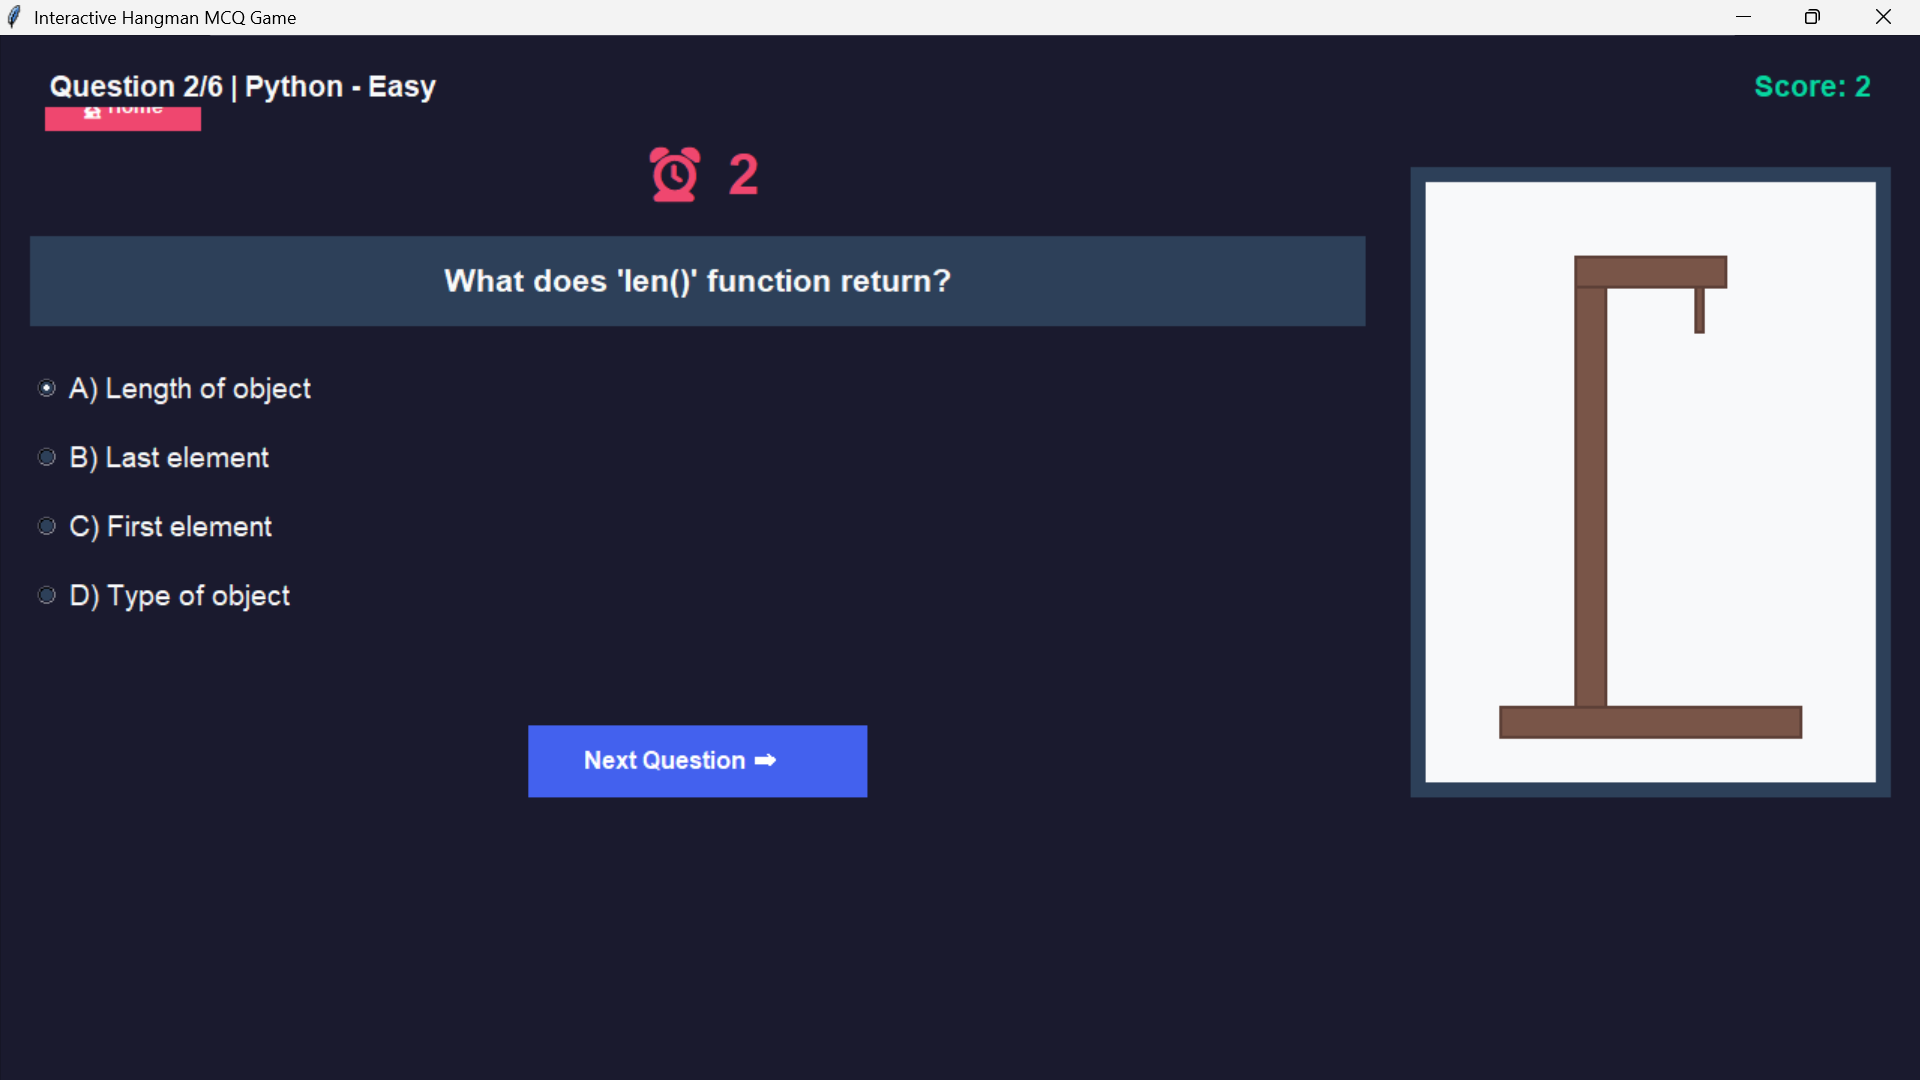 Interactive Hangman MCQ Game
Question 2/6 | Python - Easy
Score: 2
Home
2
What does 'len()' function return?
A) Length of object
B) Last element
C) First element
D) Type of object
Next Question ➡